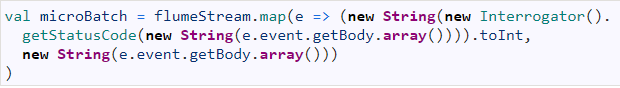 val microBatch = flumeStream.map(e => (new String(new Interrogator().
getStatusCode(new String(e.event.getBody.array()))).toInt,
new String(e.event.getBody.array()))
)